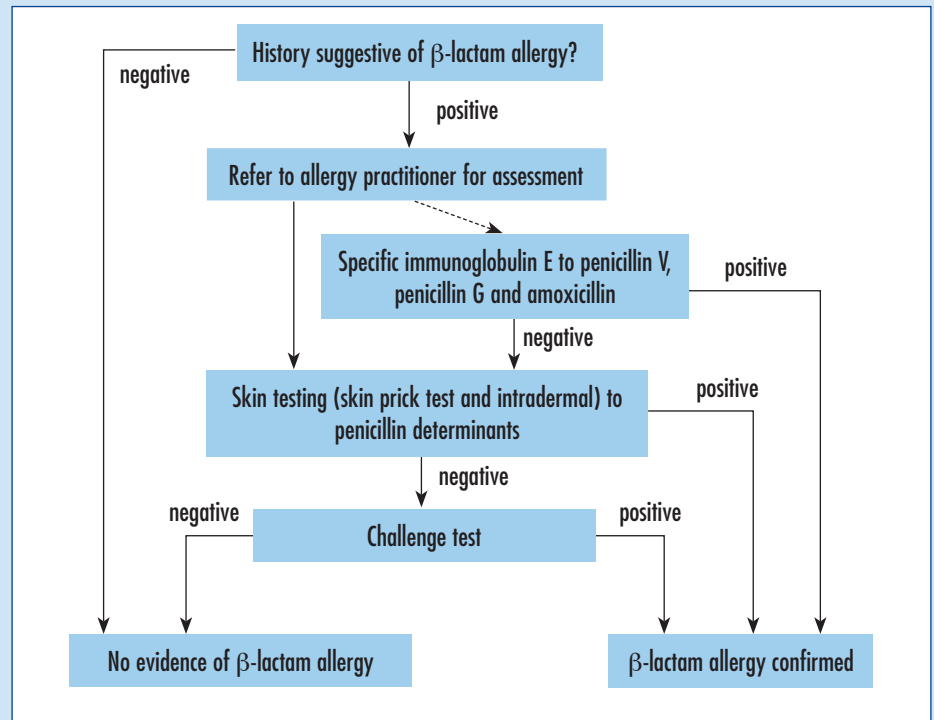 History suggestive of β-lactam allergy?
negative
positive
Refer to allergy practitioner for assessment
Specific immunoglobulin E to penicillin V,
penicillin G and amoxicillin
positive
negative
Skin testing (skin prick test and intradermal) to
penicillin determinants
positive
negative
negative
positive
Challenge test
No evidence of β-lactam allergy
β-lactam allergy confirmed